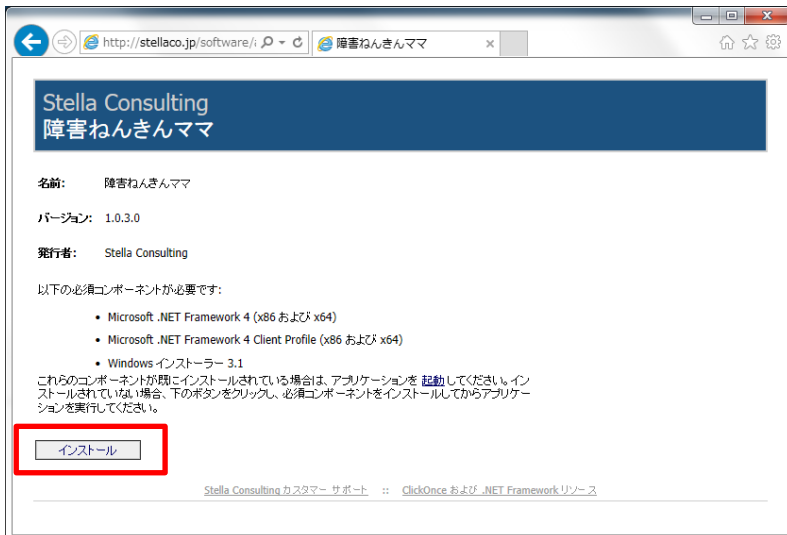 http://stellaco.jp/software/
障害ねんきんママ
Stella Consulting
障害ねんきんママ
名前: 障害ねんきんママ
バージョン: 1.0.3.0
発行者: Stella Consulting
以下の必須コンポーネントが必要です:
• Microsoft .NET Framework 4 (x86 および x64)
• Microsoft .NET Framework 4 Client Profile (x86 および x64)
• Windows インストーラー 3.1
これらのコンポーネントが既にインストールされている場合は、アプリケーションを 起動 してください。イン
ストールされていない場合、下のボタンをクリックし、必須コンポーネントをインストールしてからアプリケー
ションを実行してください。
インストール
Stella Consulting カスタマー サポート :: ClickOnce および .NET Framework リソース